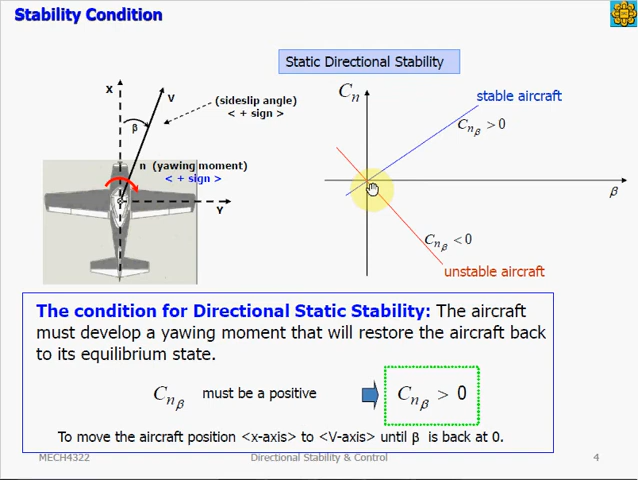 Stability Condition
Static Directional Stability
X
V
(sideslip angle)
< + sign >
β
n (yawing moment)
< + sign >
Y
Cn
stable aircraft
Cnβ > 0
β
Cnβ < 0
unstable aircraft
The condition for Directional Static Stability: The aircraft
must develop a yawing moment that will restore the aircraft back
to its equilibrium state.
Cnβ must be a positive Cnβ > 0
To move the aircraft position <x-axis> to <V-axis> until β is back at 0.
MECH4322 Directional Stability & Control 4